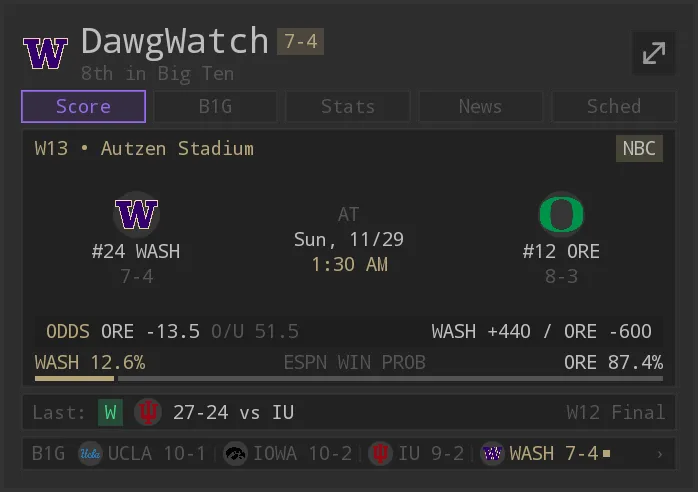 DawgWatch 7-4
8th in Big Ten
Score B1G Stats News Sched
W13 • Autzen Stadium NBC
AT
Sun, 11/29
1:30 AM
#24 WASH
7-4
#12 ORE
8-3
ODDS ORE -13.5 O/U 51.5 WASH +440 / ORE -600
WASH 12.6% ESPN WIN PROB ORE 87.4%
Last: W 27-24 vs IU W12 Final
B1G Ucla UCLA 10-1 IOWA 10-2 IU 9-2 W WASH 7-4